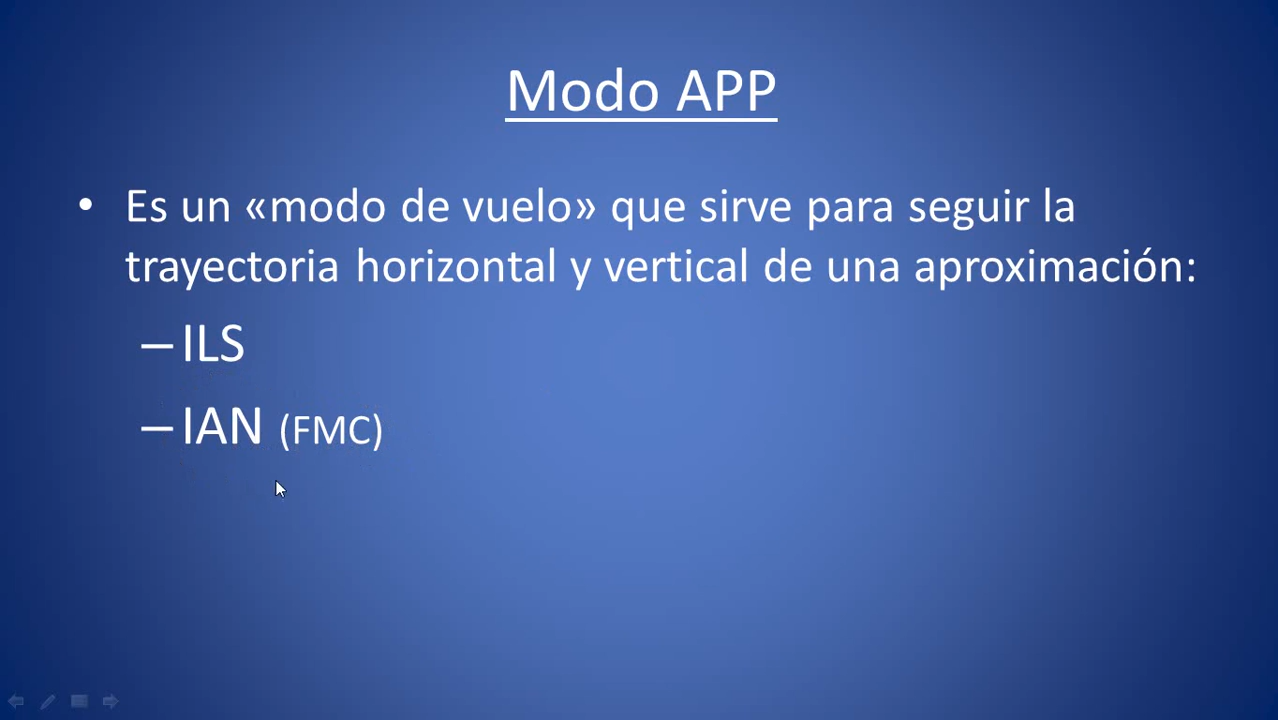 Modo APP
• Es un «modo de vuelo» que sirve para seguir la
trayectoria horizontal y vertical de una aproximación:
– ILS
– IAN (FMC)